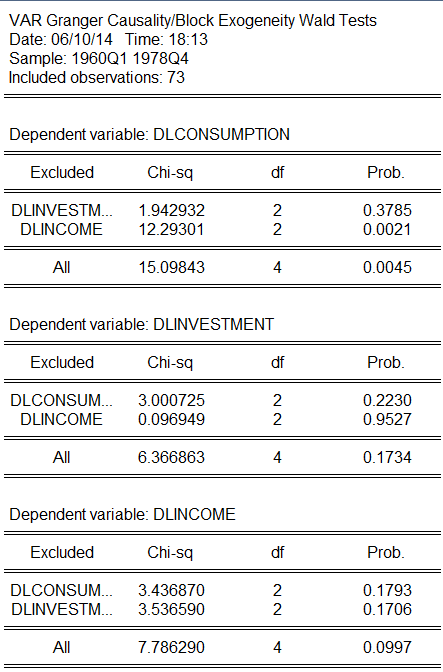 VAR Granger Causality/Block Exogeneity Wald Tests
Date: 06/10/14 Time: 18:13
Sample: 1960Q1 1978Q4
Included observations: 73
Dependent variable: DLCONSUMPTION
Excluded Chi-sq df Prob.
DLINVESTM... 1.942932 2 0.3785
DLINCOME 12.29301 2 0.0021
All 15.09843 4 0.0045
Dependent variable: DLINVESTMENT
Excluded Chi-sq df Prob.
DLCONSUM... 3.000725 2 0.2230
DLINCOME 0.096949 2 0.9527
All 6.366863 4 0.1734
Dependent variable: DLINCOME
Excluded Chi-sq df Prob.
DLCONSUM... 3.436870 2 0.1793
DLINVESTM... 3.536590 2 0.1706
All 7.786290 4 0.0997